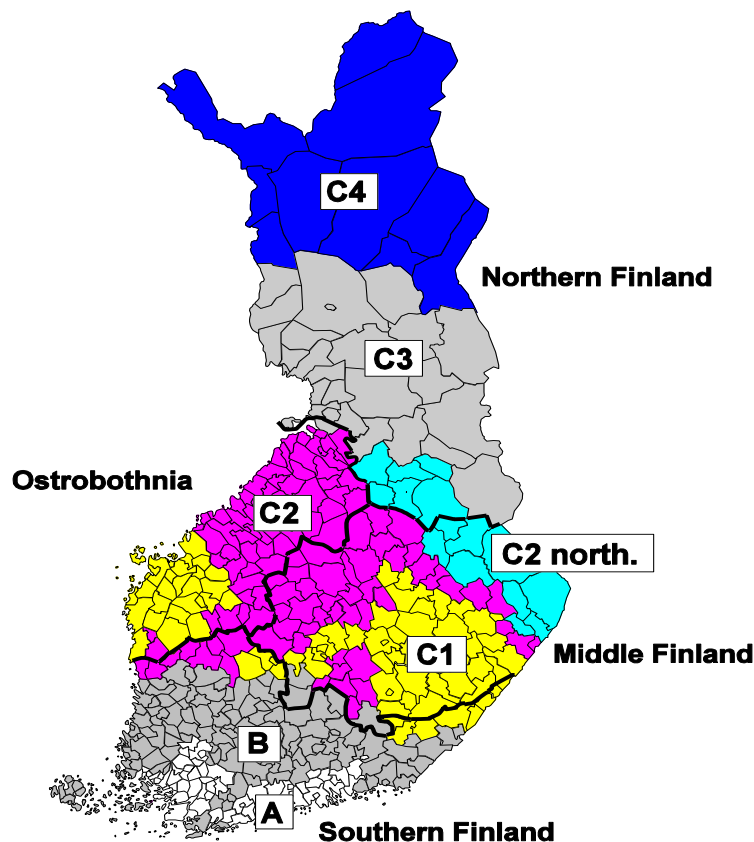 C4
Northern Finland
C3
Ostrobothnia
C2
C2 north.
C1
Middle Finland
B
A
Southern Finland